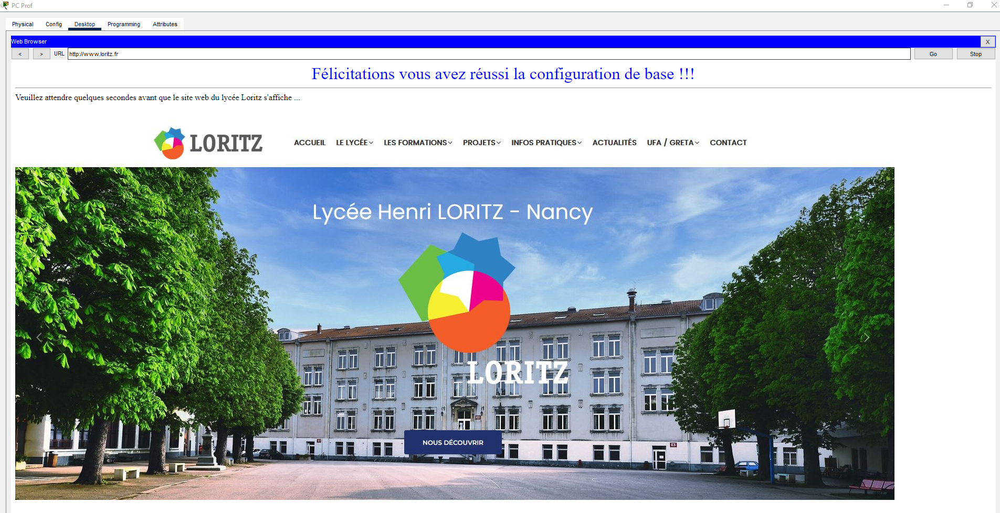 PC Prof
Physical Config Desktop Programming Attributes
Web Browser X
< > URL http://www.loritz.fr Go Stop
Félicitations vous avez réussi la configuration de base !!!
Veuillez attendre quelques secondes avant que le site web du lycée Loritz s'affiche ...
LORITZ ACCUEIL LE LYCÉE LES FORMATIONS PROJETS INFOS PRATIQUES ACTUALITÉS UFA / GRETA CONTACT
Lycée Henri LORITZ - Nancy
LORITZ
E2
E1
E3
NOUS DÉCOUVRIR